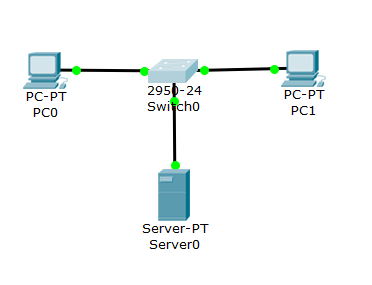 PC-PT
PC0
2950-24
Switch0
PC-PT
PC1
Server-PT
Server0